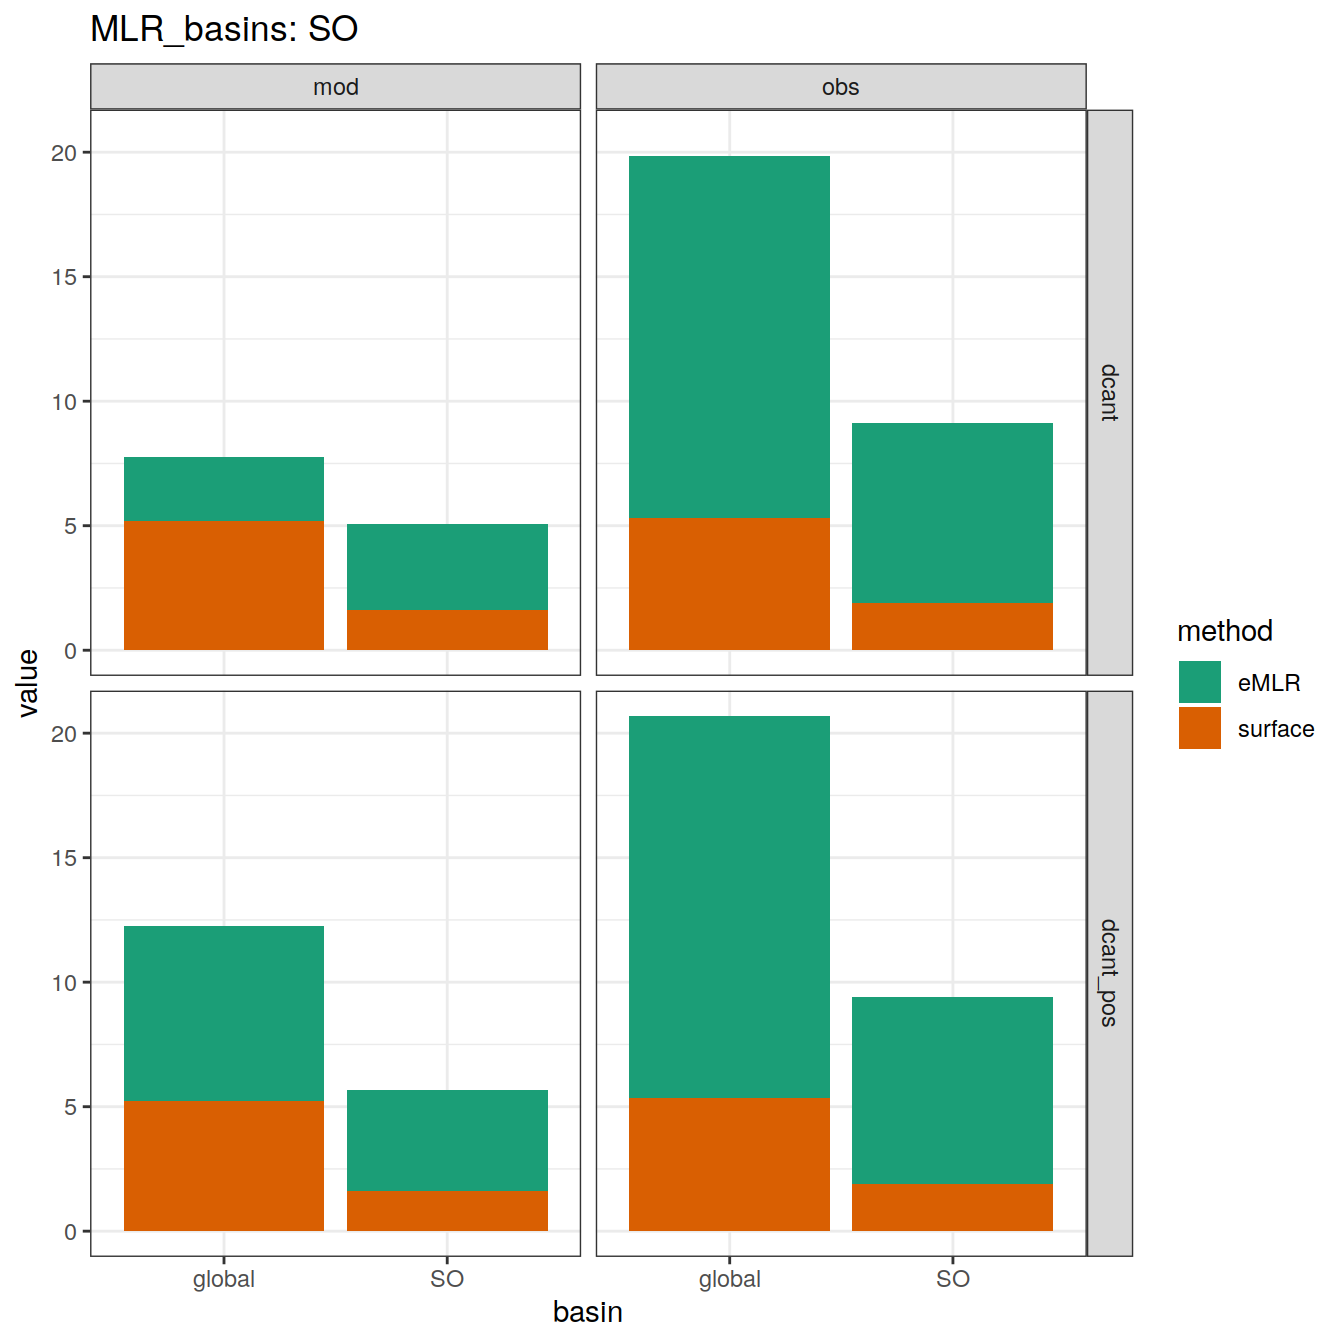 MLR_basins: SO
mod
obs
20
15
10
5
0
dcant
20
15
10
5
0
dcant_pos
value
global
SO
global
SO
basin
method
eMLR
surface